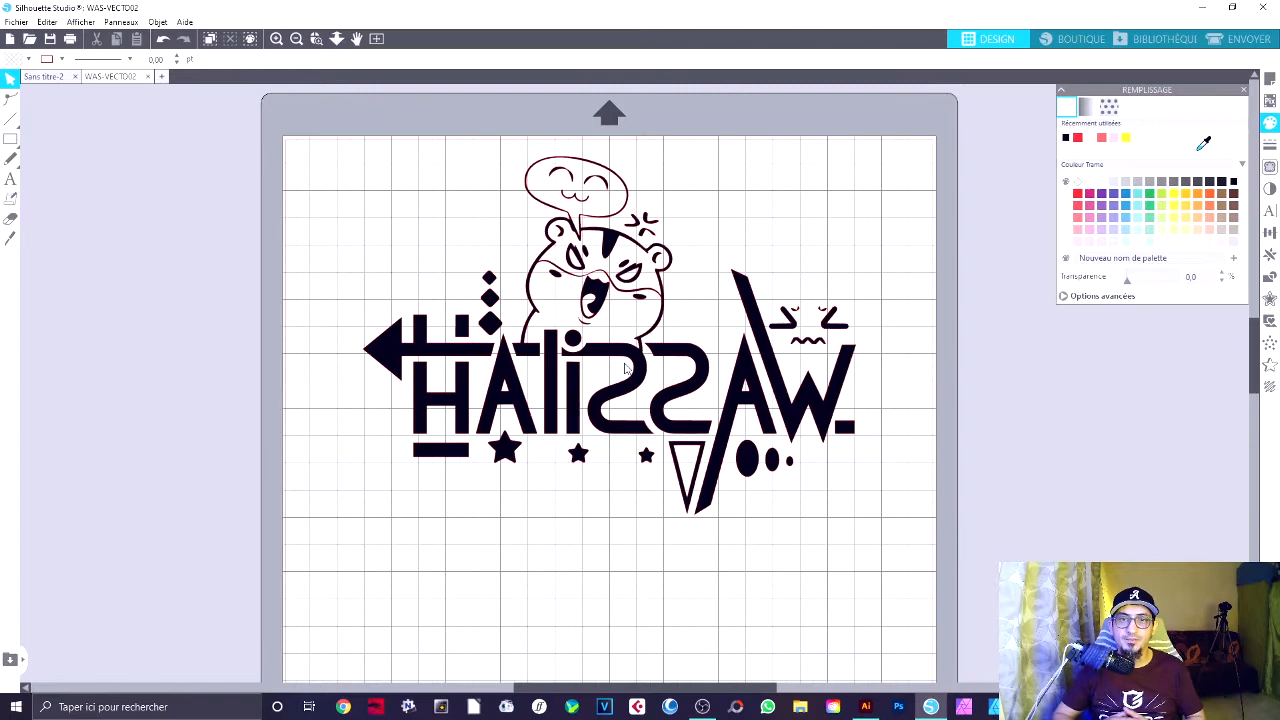 Silhouette Studio®: WAS-VECTO02
Fichier Editer Afficher Panneaux Objet Aide
DESIGN BOUTIQUE BIBLIOTHÈQUE ENVOYER
0,00 pt
Sans titre-2 WAS-VECTO02
REMPLISSAGE
Récemment utilisées
Couleur Trame
Nouveau nom de palette
Transparence 0,0 %
Options avancées
HAliSSAW
Taper ici pour rechercher